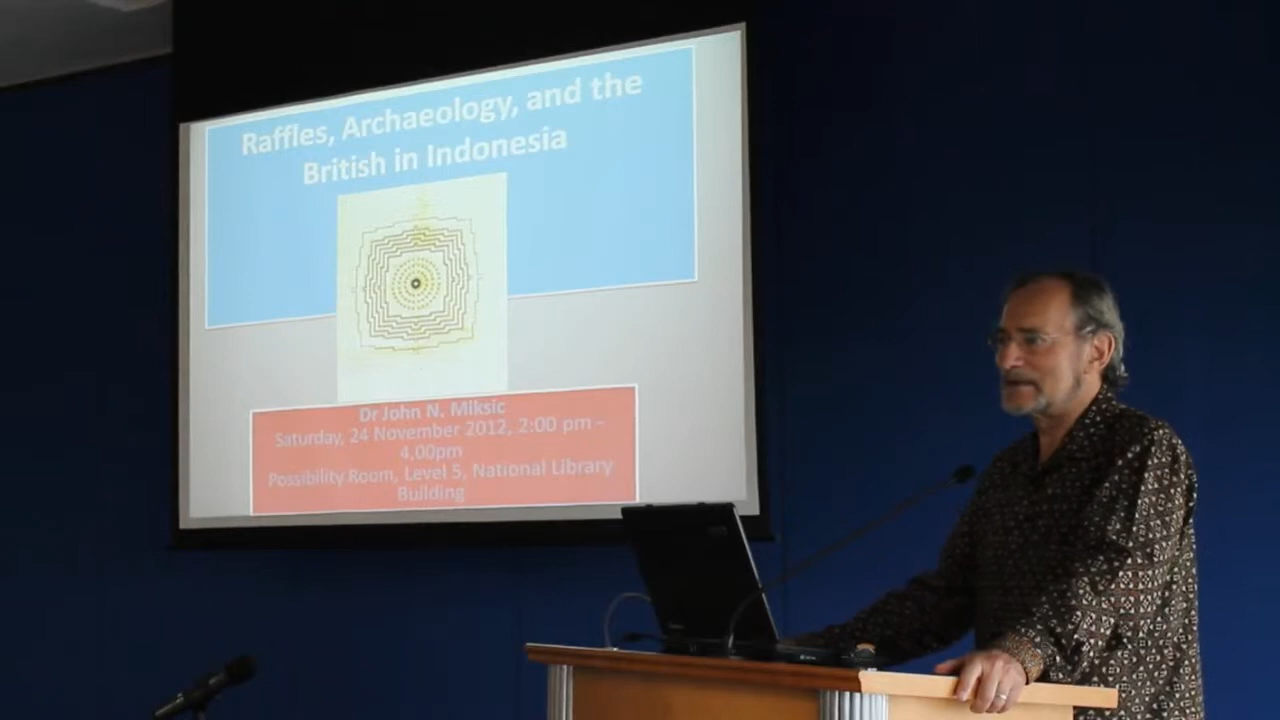 Raffles, Archaeology, and the
British in Indonesia
Dr John N. Miksic
Saturday, 24 November 2012, 2:00 pm –
4.00pm
Possibility Room, Level 5, National Library
Building